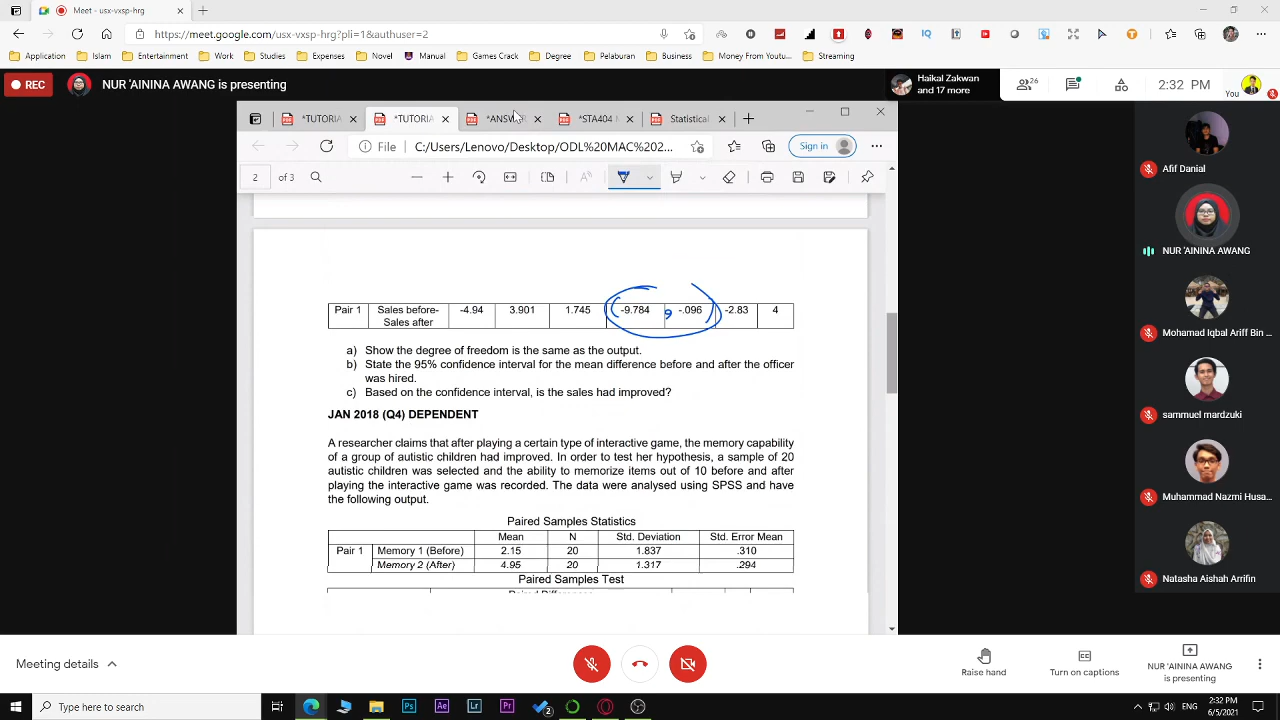 Meet - usx-vxsp-hrg
https://meet.google.com/usx-vxsp-hrg?pli=1&authuser=2
Application Islam Entertainment Work Studies Expenses Novel Manual Games Crack Pelaburan Business Money From Youtu... Streaming
REC NUR 'AININA AWANG is presenting
Haikal Zakwan
and 17 more
26
2:32 PM
You
*TUTORIA *TUTORIA *ANSW *STA404 Statistical
File C:/Users/Lenovo/Desktop/ODL%20MAC%202... Sign in
2 of 3
Pair 1 Sales before- Sales after -4.94 3.901 1.745 -9.784 , -.096 -2.83 4
a) Show the degree of freedom is the same as the output.
b) State the 95% confidence interval for the mean difference before and after the officer
was hired.
c) Based on the confidence interval, is the sales had improved?
JAN 2018 (Q4) DEPENDENT
A researcher claims that after playing a certain type of interactive game, the memory capability
of a group of autistic children had improved. In order to test her hypothesis, a sample of 20
autistic children was selected and the ability to memorize items out of 10 before and after
playing the interactive game was recorded. The data were analysed using SPSS and have
the following output.
Paired Samples Statistics
Mean N Std. Deviation Std. Error Mean
Pair 1 Memory 1 (Before) 2.15 20 1.837 .310
Memory 2 (After) 4.95 20 1.317 .294
Paired Samples Test
Paired Differences
Afif Danial
NUR 'AININA AWANG
Mohamad Iqbal Ariff Bin ...
sammuel mardzuki
Muhammad Nazmi Husa...
Natasha Aishah Arrifin
Meeting details
Raise hand
Turn on captions
NUR 'AININA AWANG
is presenting
Type here to search
Ps Ae Lr Pr 2
ENG
2:32 PM
6/5/2021